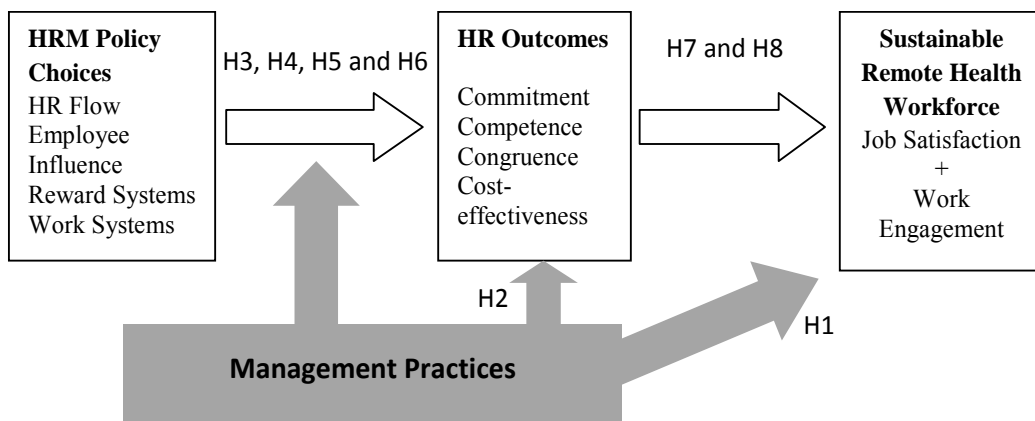 HRM Policy
Choices
HR Flow
Employee
Influence
Reward Systems
Work Systems
H3, H4, H5 and H6
HR Outcomes
Commitment
Competence
Congruence
Cost-
effectiveness
H7 and H8
Sustainable
Remote Health
Workforce
Job Satisfaction
+
Work
Engagement
H2
H1
Management Practices